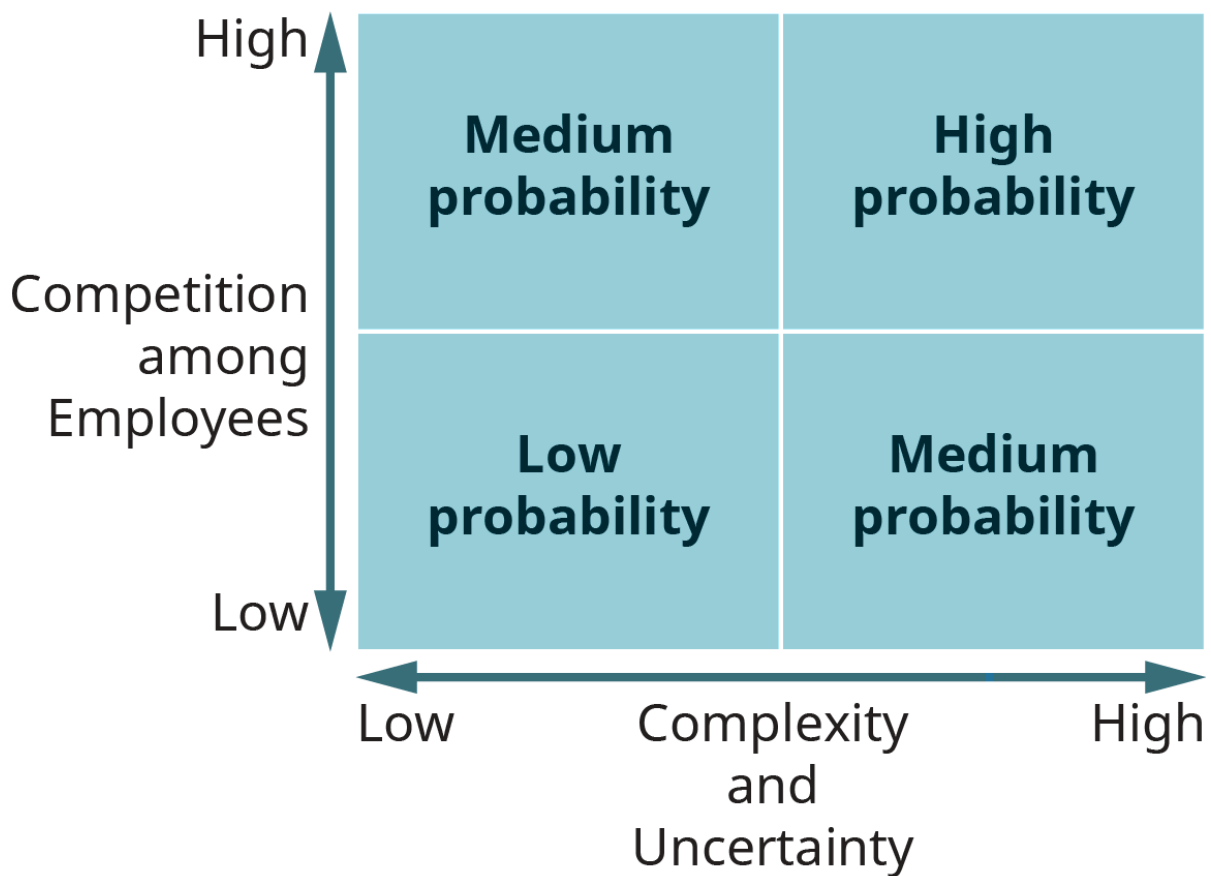 High
Medium
probability
High
probability
Competition
among
Employees
Low
probability
Medium
probability
Low
Low
Complexity
and
Uncertainty
High